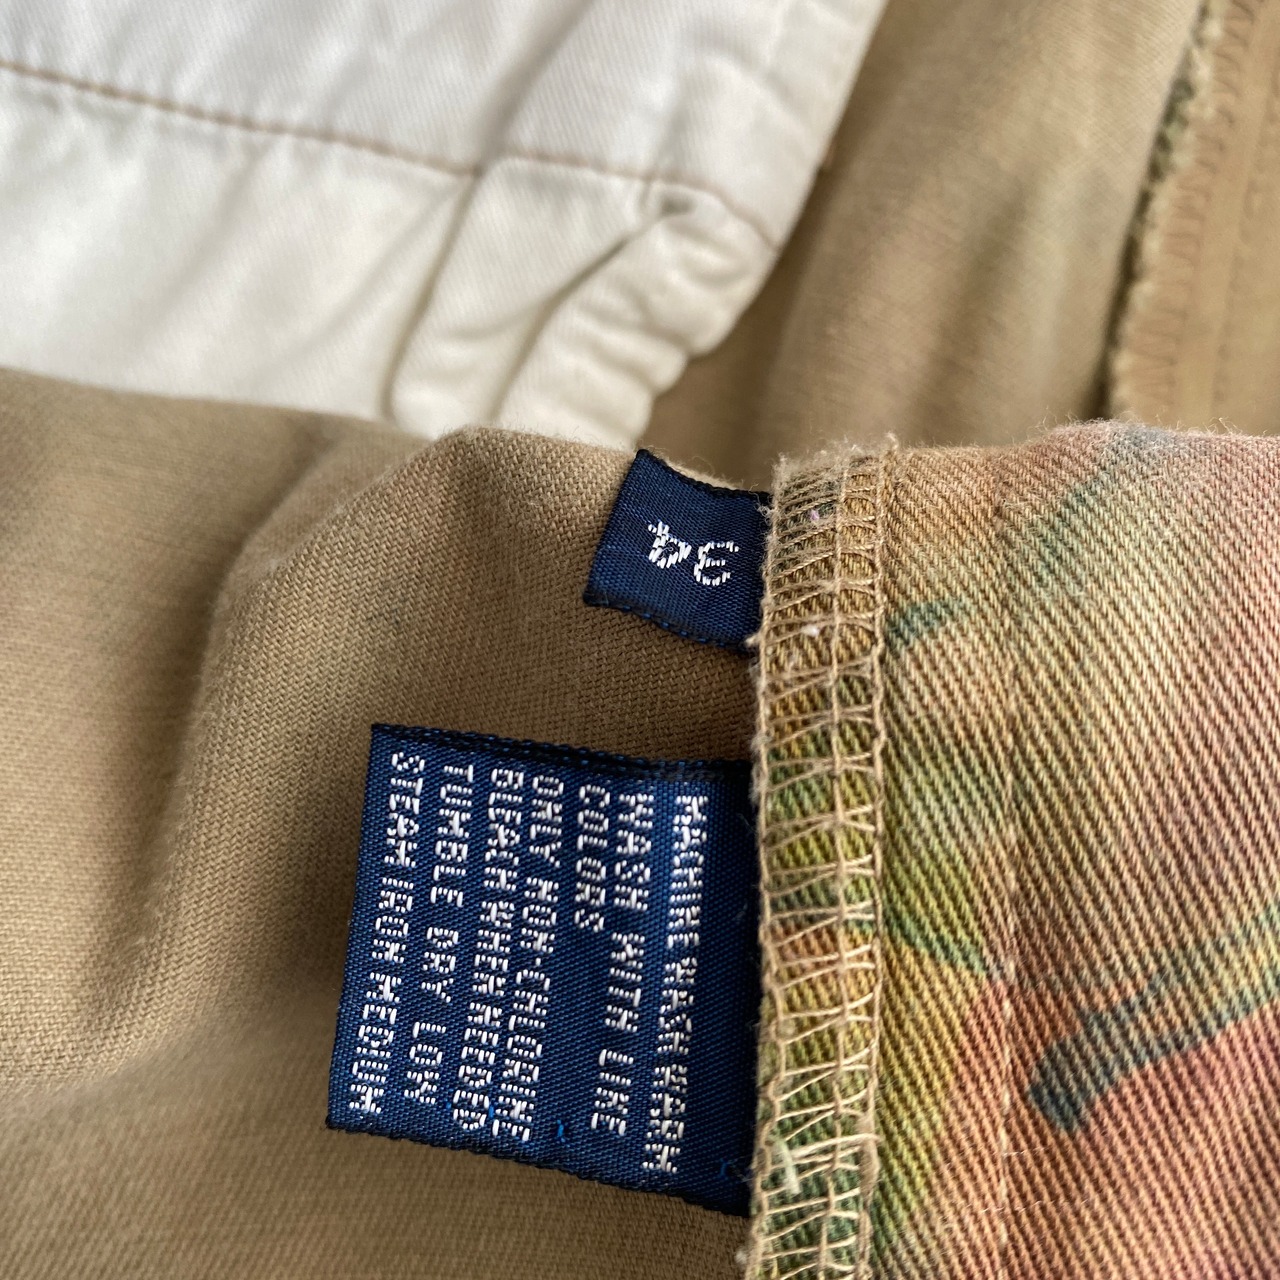 34
MACHINE WASH WARM
WASH WITH LIKE
COLORS
ONLY NON-CHLORINE
BLEACH WHEN NEEDED
TUMBLE DRY LOW
STEAM IRON MEDIUM